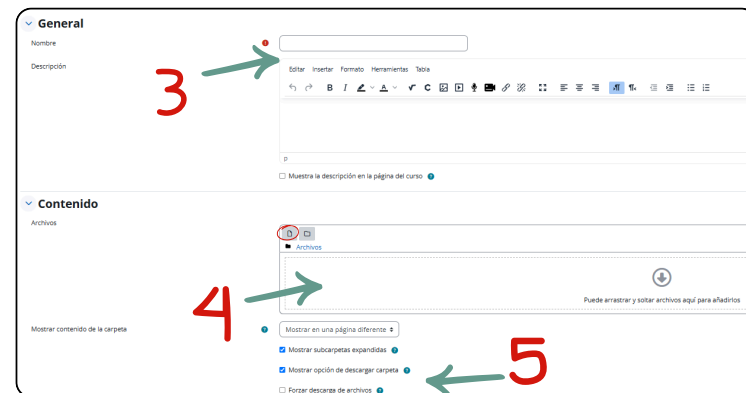 General
Nombre
Descripción
3
Editar Insertar Formato Herramientas Tabla
p
Muestra la descripción en la página del curso
Contenido
Archivos
Archivos
4
Puede arrastrar y soltar archivos aquí para añadirlos
Mostrar contenido de la carpeta
Mostrar en una página diferente
Mostrar subcarpetas expandidas
5
Mostrar opción de descargar carpeta
Forzar descarga de archivos